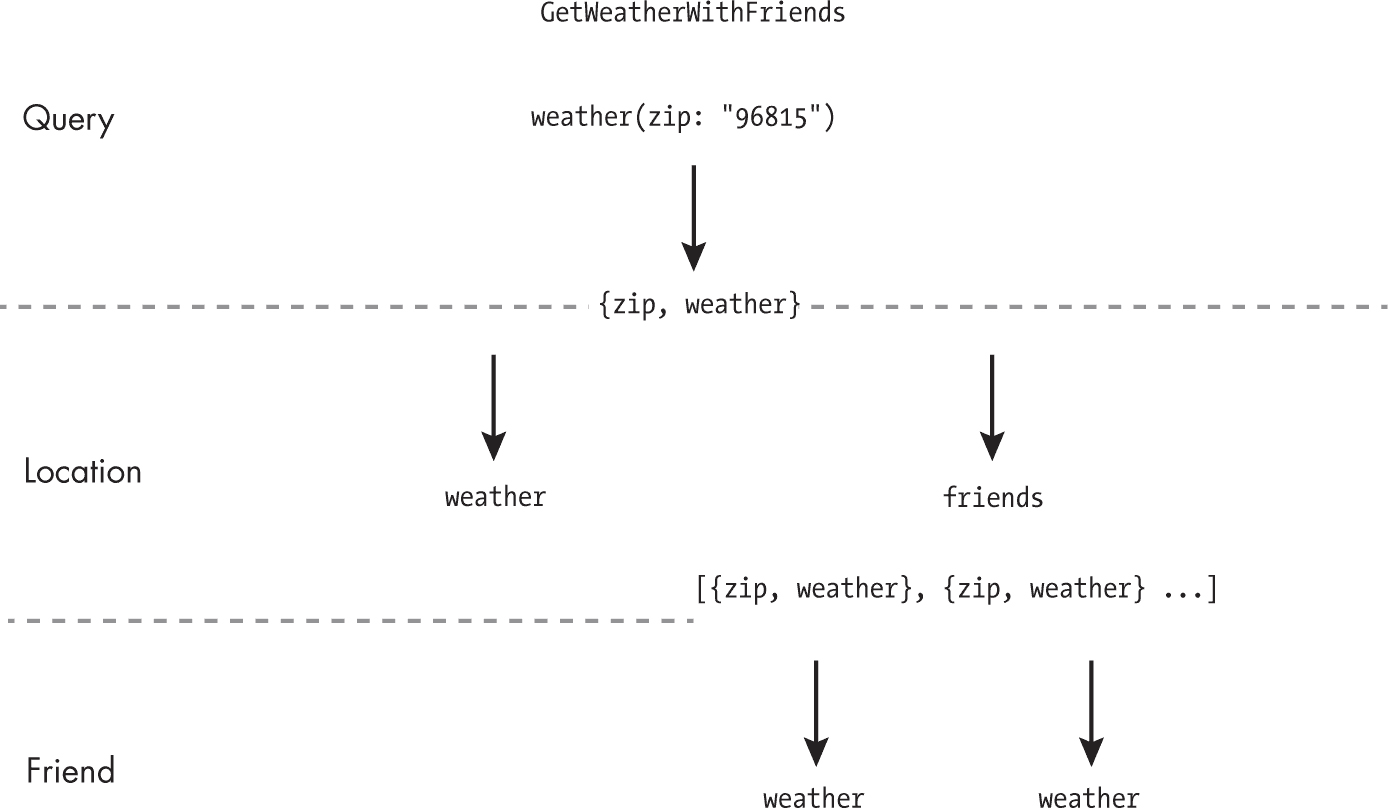 GetWeatherWithFriends
Query
weather(zip: "96815")
{zip, weather}
Location
weather
friends
[{zip, weather}, {zip, weather} ...]
Friend
weather
weather